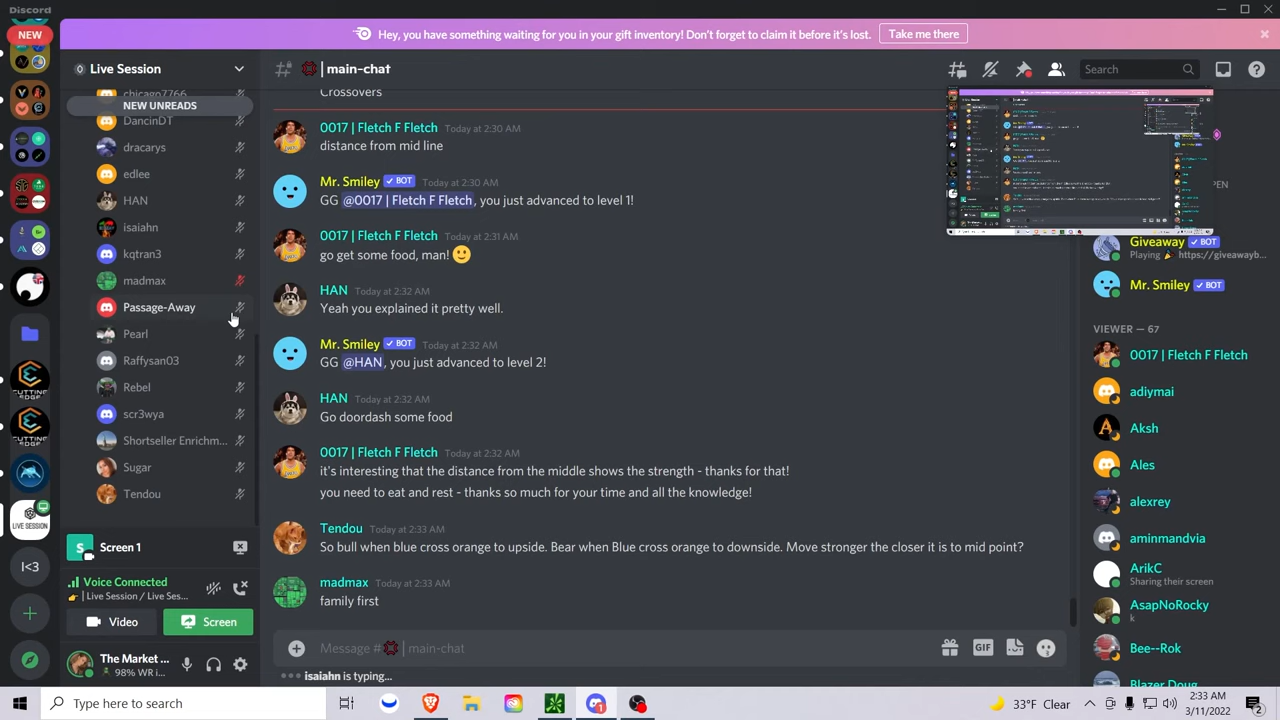 Discord
NEW
Hey, you have something waiting for you in your gift inventory! Don't forget to claim it before it's lost.
Take me there
Live Session
main-chat
Search
chicago7766
NEW UNREADS
DancinDT
dracarys
edlee
HAN
isaiahn
kqtran3
madmax
Passage-Away
Pearl
Raffysan03
Rebel
scr3wya
Shortseller Enrichm...
Sugar
Tendou
S
Screen 1
Voice Connected
| Live Session / Live Ses...
Video
Screen
The Market ...
98% WR i...
CUTTING EDGE
CUTTING EDGE
LIVE SESSION
I<3
Crossovers
0017 | Fletch F Fletch Today at 2:30 AM
distance from mid line
Mr. Smiley BOT Today at 2:30 AM
GG @0017 | Fletch F Fletch, you just advanced to level 1!
0017 | Fletch F Fletch Today at 2:31 AM
go get some food, man!
HAN Today at 2:32 AM
Yeah you explained it pretty well.
Mr. Smiley BOT Today at 2:32 AM
GG @HAN, you just advanced to level 2!
HAN Today at 2:32 AM
Go doordash some food
0017 | Fletch F Fletch Today at 2:32 AM
it's interesting that the distance from the middle shows the strength - thanks for that!
you need to eat and rest - thanks so much for your time and all the knowledge!
Tendou Today at 2:33 AM
So bull when blue cross orange to upside. Bear when Blue cross orange to downside. Move stronger the closer it is to mid point?
madmax Today at 2:33 AM
family first
Message # | main-chat
GIF
isaiahn is typing...
PEN
Giveaway BOT
Playing https://giveawayb...
Mr. Smiley BOT
VIEWER — 67
0017 | Fletch F Fletch
adiymai
Aksh
Ales
alexrey
aminmandvia
ArikC
Sharing their screen
AsapNoRocky
k
Bee--Rok
Blazer Doug
Type here to search
33°F Clear
2:33 AM
3/11/2022
2